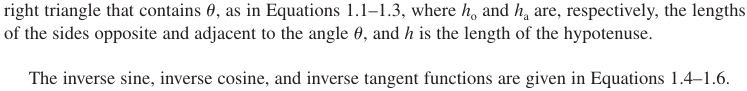 right triangle that contains θ, as in Equations 1.1–1.3, where hₒ and hₐ are, respectively, the lengths
of the sides opposite and adjacent to the angle θ, and h is the length of the hypotenuse.
The inverse sine, inverse cosine, and inverse tangent functions are given in Equations 1.4–1.6.